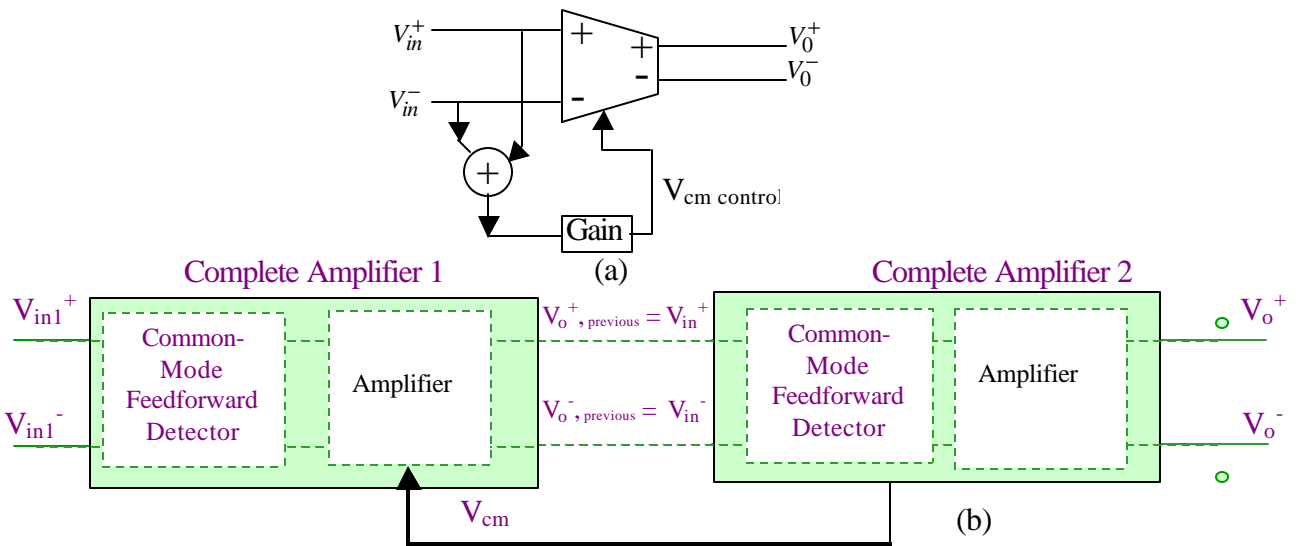 V_in^+
V_0^+
V_0^-
V_in^-
+
+
-
-
+
V_cm control
Gain
(a)
Complete Amplifier 1
Complete Amplifier 2
V_in1^+
V_o^+, previous = V_in^+
V_o^+
Common-
Mode
Feedforward
Detector
Amplifier
Common-
Mode
Feedforward
Detector
Amplifier
V_in1^-
V_o^-, previous = V_in^-
V_o^-
V_cm
(b)